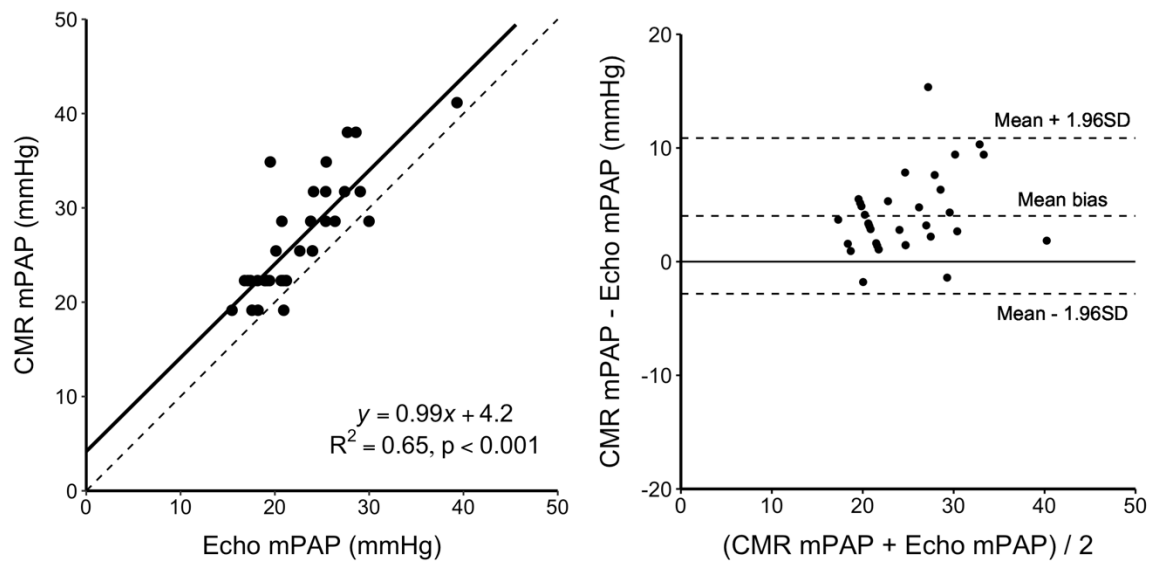 50
40
30
20
10
0
0
10
20
30
40
50
CMR mPAP (mmHg)
Echo mPAP (mmHg)
y = 0.99x + 4.2
R² = 0.65, p < 0.001
20
10
0
-10
-20
0
10
20
30
40
50
CMR mPAP - Echo mPAP (mmHg)
Mean + 1.96SD
Mean bias
Mean - 1.96SD
(CMR mPAP + Echo mPAP) / 2